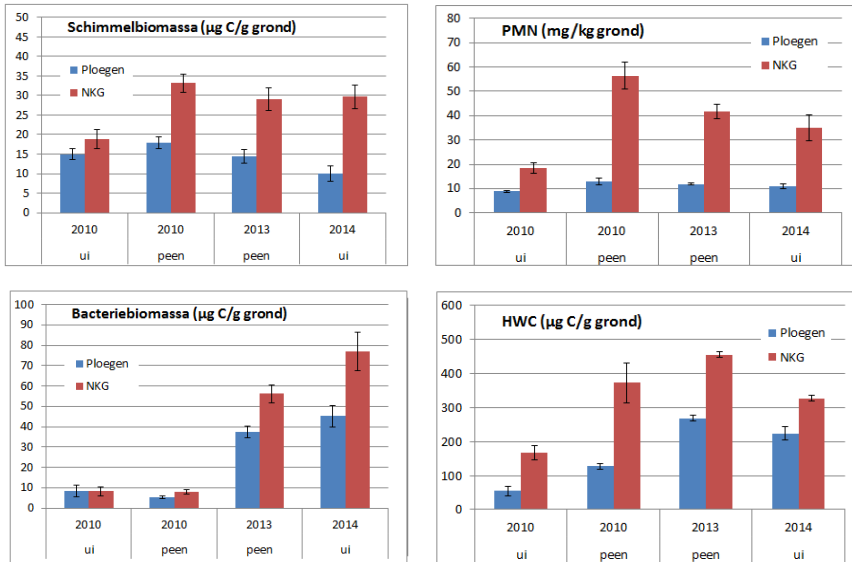 Schimmelbiomassa (µg C/g grond)
50
45
40
35
30
25
20
15
10
5
0
Ploegen
NKG
2010 2010 2013 2014
ui peen peen ui
PMN (mg/kg grond)
80
70
60
50
40
30
20
10
0
Ploegen
NKG
2010 2010 2013 2014
ui peen peen ui
Bacteriebiomassa (µg C/g grond)
100
90
80
70
60
50
40
30
20
10
0
Ploegen
NKG
2010 2010 2013 2014
ui peen peen ui
HWC (µg C/g grond)
600
500
400
300
200
100
0
Ploegen
NKG
2010 2010 2013 2014
ui peen peen ui